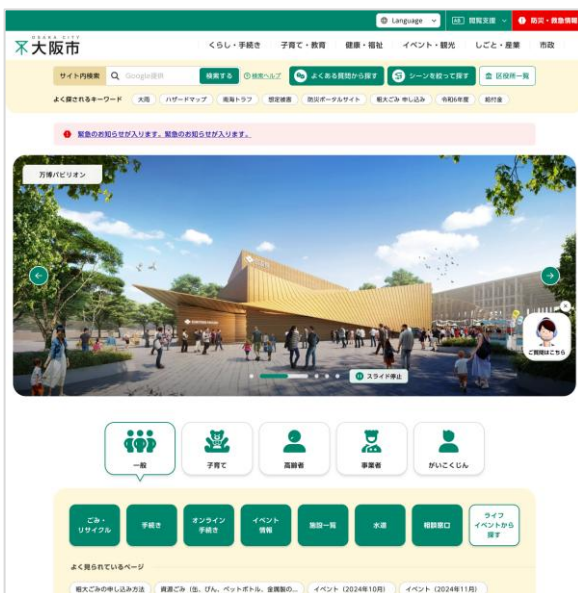 Language
閲覧支援
防災・救急情報
OSAKA CITY
大阪市
くらし・手続き 子育て・教育 健康・福祉 イベント・観光 しごと・産業 市政
サイト内検索 Google提供 検索する 検索ヘルプ よくある質問から探す シーンを絞って探す 区役所一覧
よく探されるキーワード 大雨 ハザードマップ 南海トラフ 想定被害 防災ポータルサイト 粗大ごみ 申し込み 令和6年度 給付金
緊急のお知らせが入ります。緊急のお知らせが入ります。
万博パビリオン
ご質問はこちら
スライド停止
一般 子育て 高齢者 事業者 がいこくじん
ごみ・
リサイクル
手続き
オンライン
手続き
イベント
情報
施設一覧
水道
相談窓口
ライフ
イベントから
探す
よく見られているページ
粗大ごみの申し込み方法 資源ごみ（缶、びん、ペットボトル、金属製の... イベント（2024年10月） イベント（2024年11月）